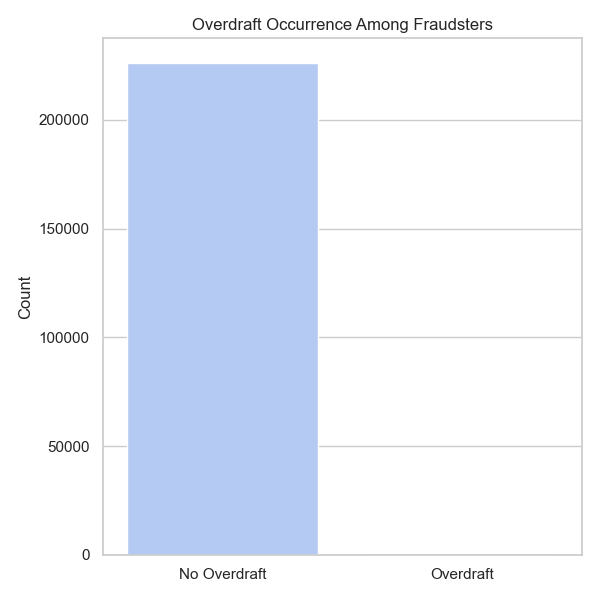 Overdraft Occurrence Among Fraudsters
Count
200000
150000
100000
50000
0
No Overdraft
Overdraft